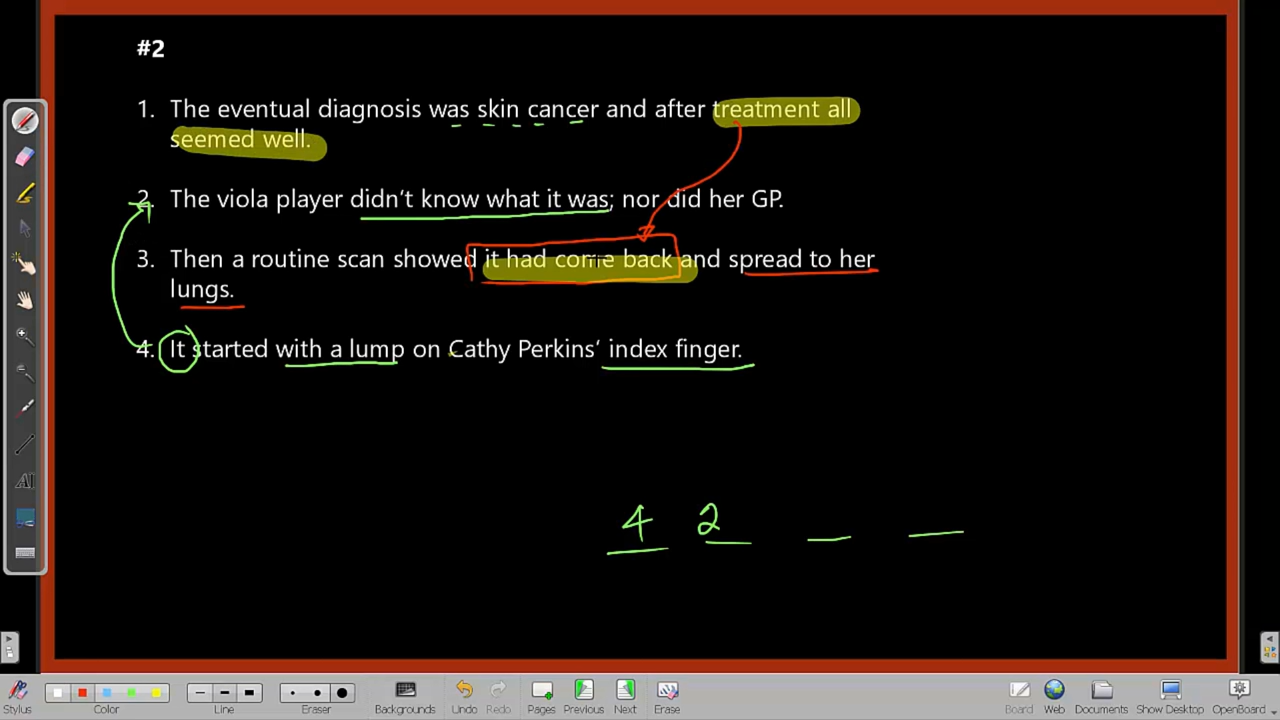 #2
1. The eventual diagnosis was skin cancer and after treatment all
seemed well.
2. The viola player didn't know what it was; nor did her GP.
3. Then a routine scan showed it had come back and spread to her
lungs.
4. It started with a lump on Cathy Perkins' index finger.
4 2
AI
Stylus
Color
Line
Eraser
Backgrounds
Undo
Redo
Pages
Previous
Next
Erase
Board
Web
Documents
Show Desktop
OpenBoard